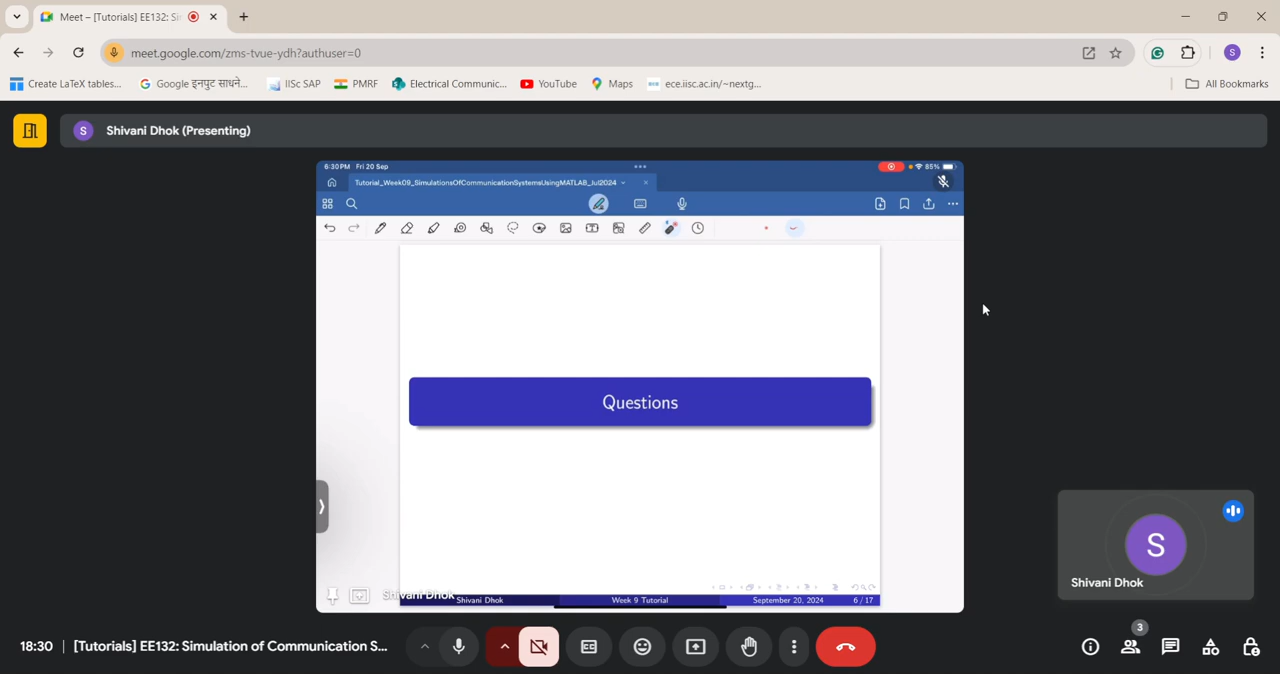 Meet – [Tutorials] EE132: Si
meet.google.com/zms-tvue-ydh?authuser=0
S
Create LaTeX tables...
Google इनपुट साधने...
IISc SAP
PMRF
Electrical Communic...
YouTube
Maps
ece.iisc.ac.in/~nextg...
All Bookmarks
S
Shivani Dhok (Presenting)
6:30 PM Fri 20 Sep
85%
Tutorial_Week09_SimulationsOfCommunicationSystemsUsingMATLAB_Jul2024
Questions
Shivani Dhok
Shivani Dhok
Week 9 Tutorial
September 20, 2024
6 / 17
S
Shivani Dhok
18:30 | [Tutorials] EE132: Simulation of Communication S...
3